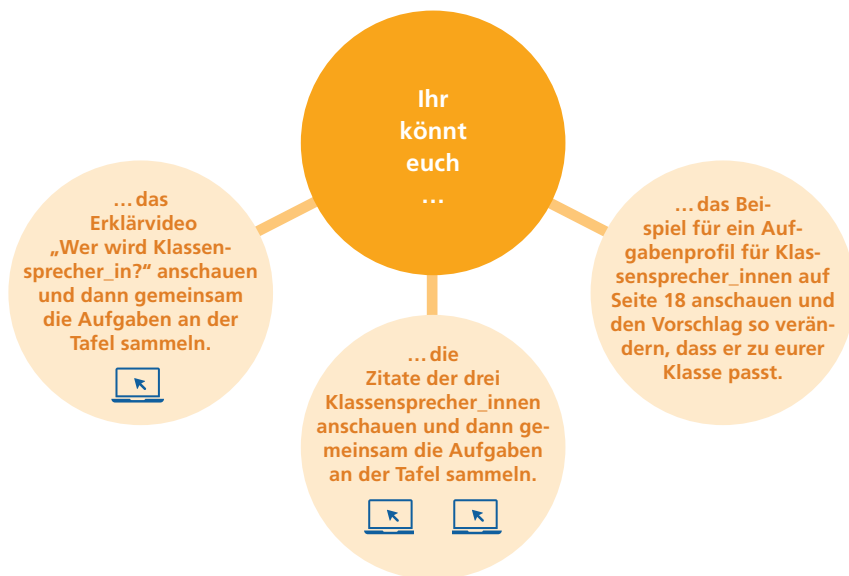 Ihr
könnt
euch
...
...das
Erklärvideo
„Wer wird Klassen-
sprecher_in?“ anschauen
und dann gemeinsam
die Aufgaben an der
Tafel sammeln.
...die
Zitate der drei
Klassensprecher_innen
anschauen und dann ge-
meinsam die Aufgaben
an der Tafel sammeln.
...das Bei-
spiel für ein Auf-
gabenprofil für Klas-
sensprecher_innen auf
Seite 18 anschauen und
den Vorschlag so verän-
dern, dass er zu eurer
Klasse passt.